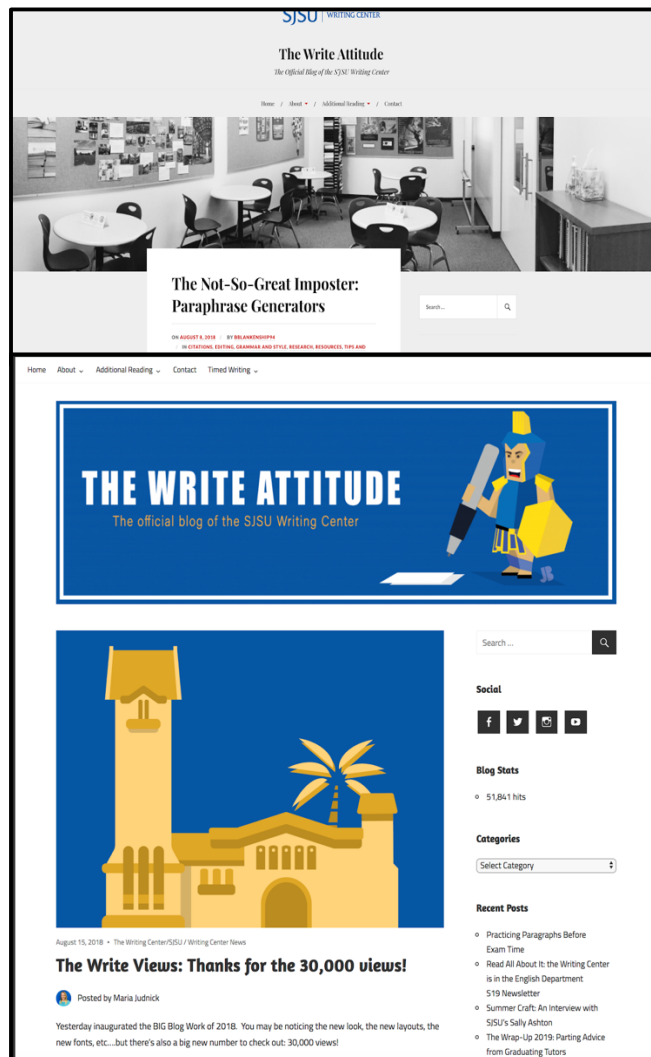 SJSU | WRITING CENTER
The Write Attitude
The Official Blog of the SJSU Writing Center
Home / About / Additional Reading / Contact
The Not-So-Great Imposter:
Paraphrase Generators
Search ...
ON AUGUST 8, 2018 | BY BBLANKENSHIP94
| IN CITATIONS, EDITING, GRAMMAR AND STYLE, RESEARCH, RESOURCES, TIPS AND
Home About Additional Reading Contact Timed Writing
THE WRITE ATTITUDE
The official blog of the SJSU Writing Center
JB
Search ...
Social
Blog Stats
51,841 hits
Categories
Select Category
Recent Posts
Practicing Paragraphs Before
Exam Time
Read All About It: the Writing Center
is in the English Department
S19 Newsletter
Summer Craft: An Interview with
SJSU's Sally Ashton
The Wrap-Up 2019: Parting Advice
from Graduating Tutors
August 15, 2018 • The Writing Center/SJSU / Writing Center News
The Write Views: Thanks for the 30,000 views!
Posted by Maria Judnick
Yesterday inaugurated the BIG Blog Work of 2018. You may be noticing the new look, the new layouts, the
new fonts, etc....but there's also a big new number to check out: 30,000 views!